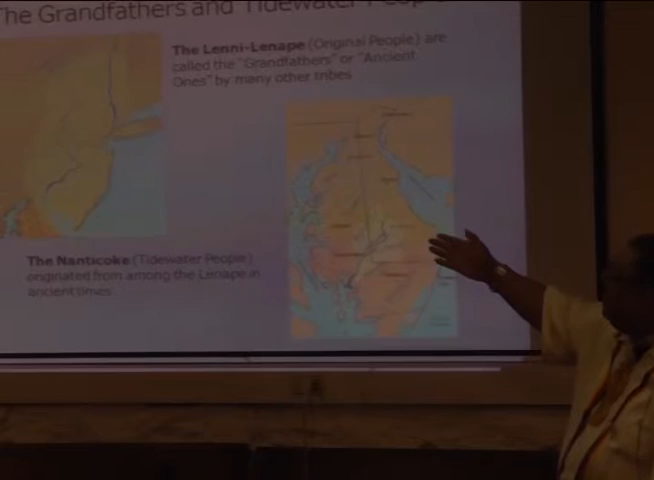 The Grandfathers and Tidewater
The Lenni-Lenape (Original People) are
called the "Grandfathers" or "Ancient
Ones" by many other tribes
The Nanticoke (Tidewater People)
originated from among the Lenape in
ancient times